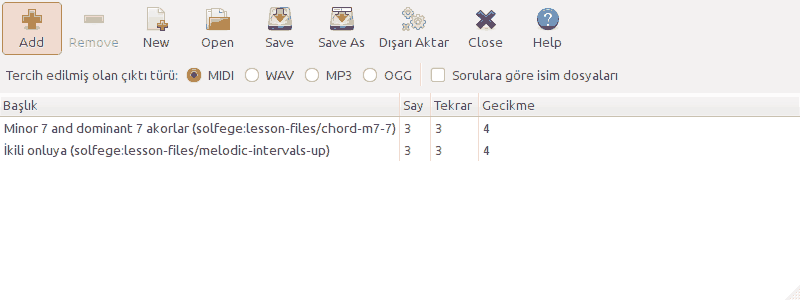 Add Remove New Open Save Save As Dışarı Aktar Close Help
Tercih edilmiş olan çıktı türü: MIDI WAV MP3 OGG Sorulara göre isim dosyaları
Başlık Say Tekrar Gecikme
Minor 7 and dominant 7 akorlar (solfege:lesson-files/chord-m7-7) 3 3 4
İkili onluya (solfege:lesson-files/melodic-intervals-up) 3 3 4